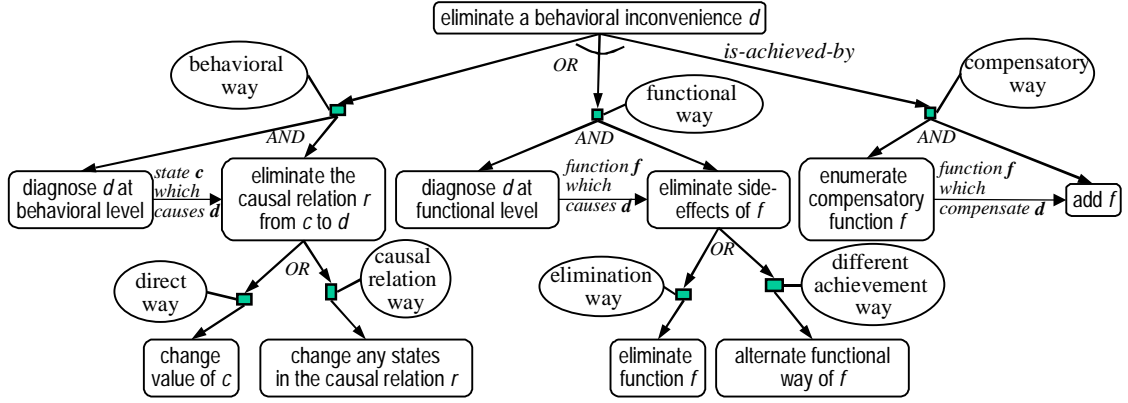 eliminate a behavioral inconvenience d
OR
is-achieved-by
behavioral
way
functional
way
compensatory
way
AND
AND
AND
diagnose d at
behavioral level
state c
which
causes d
eliminate the
causal relation r
from c to d
diagnose d at
functional level
function f
which
causes d
eliminate side-
effects of f
enumerate
compensatory
function f
function f
which
compensate d
add f
OR
OR
direct
way
causal
relation
way
elimination
way
different
achievement
way
change
value of c
change any states
in the causal relation r
eliminate
function f
alternate functional
way of f